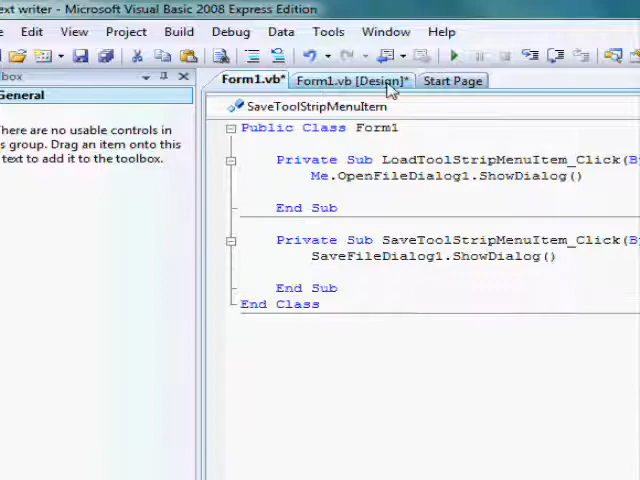 ext writer - Microsoft Visual Basic 2008 Express Edition
Edit View Project Build Debug Data Tools Window Help
box
Form1.vb* Form1.vb [Design]* Start Page
General
SaveToolStripMenuItem
There are no usable controls in
s group. Drag an item onto this
text to add it to the toolbox.
Public Class Form1
Private Sub LoadToolStripMenuItem_Click(By
Me.OpenFileDialog1.ShowDialog()
End Sub
Private Sub SaveToolStripMenuItem_Click(By
SaveFileDialog1.ShowDialog()
End Sub
End Class